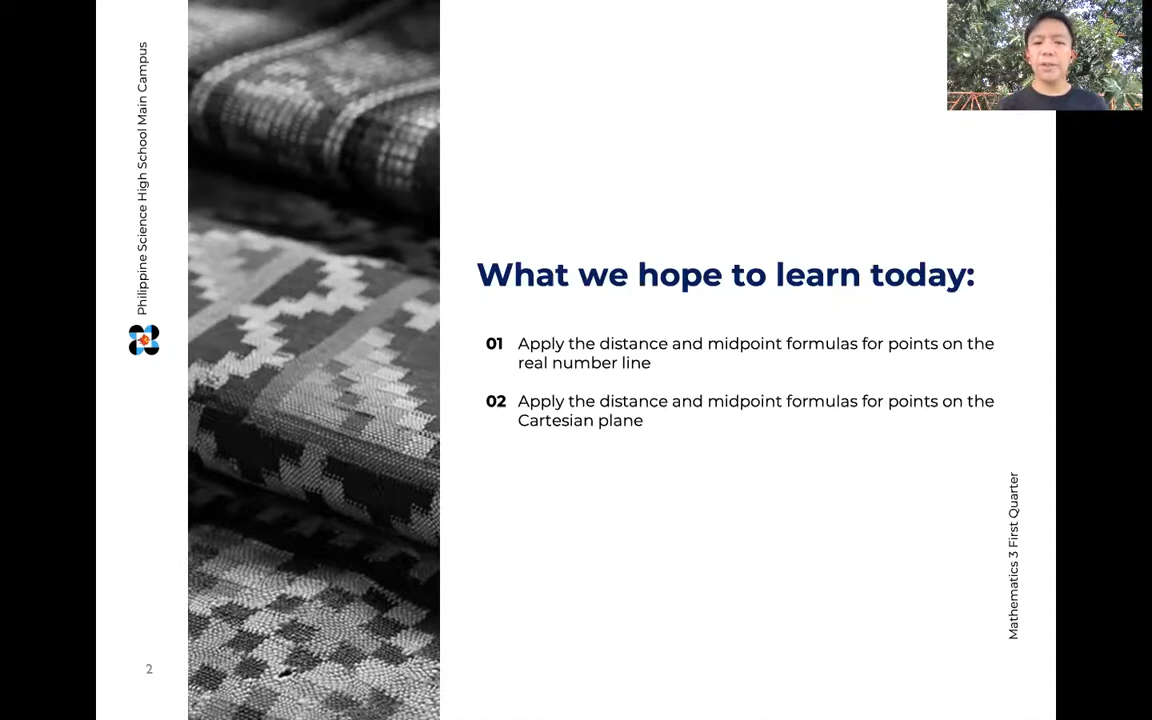 Philippine Science High School Main Campus
What we hope to learn today:
01 Apply the distance and midpoint formulas for points on the
real number line
02 Apply the distance and midpoint formulas for points on the
Cartesian plane
Mathematics 3 First Quarter
2